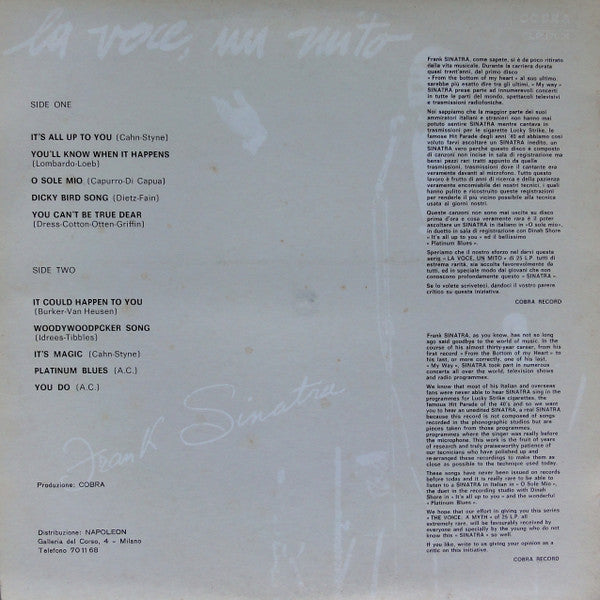 la voce, un mito
COBRA
SIDE ONE
IT'S ALL UP TO YOU (Cahn-Styne)
YOU'LL KNOW WHEN IT HAPPENS
(Lombardo-Loeb)
O SOLE MIO (Capurro-Di Capua)
DICKY BIRD SONG (Dietz-Fain)
YOU CAN'T BE TRUE DEAR
(Dress-Cotton-Otten-Griffin)
SIDE TWO
IT COULD HAPPEN TO YOU
(Burker-Van Heusen)
WOODYWOODPCKER SONG
(Idrees-Tibbles)
IT'S MAGIC (Cahn-Styne)
PLATINUM BLUES (A.C.)
YOU DO (A.C.)
Frank Sinatra
Produzione: COBRA
Distribuzione: NAPOLEON
Galleria del Corso, 4 - Milano
Telefono 701168
Frank SINATRA, come sapete, si è da poco ritirato
dalla vita musicale. Durante la carriera durata
quasi trent'anni, dal primo disco
« From the bottom of my heart » al suo ultimo
sarebbe più esatto dire tra gli ultimi, « My way »
SINATRA prese parte ad innumerevoli concerti
in tutte le parti del mondo, spettacoli televisivi
e trasmissioni radiofoniche.
Noi sappiamo che la maggior parte dei suoi
ammiratori italiani e stranieri non hanno mai
potuto sentire SINATRA mentre cantava in
trasmissioni per le sigarette Lucky Strike, le
famose Hit Parade degli anni '40 ed abbiamo così
voluto farvi ascoltare un SINATRA inedito, un
SINATRA vero perché questo disco è composto
di canzoni non incise in sala di registrazione ma
bensì pezzi rari tratti appunto da quelle
trasmissioni, trasmissioni dove il cantante era
veramente davanti al microfono. Tutto questo
lavoro è frutto di anni di ricerca e della pazienza
veramente encomiabile dei nostri tecnici, i quali
hanno pulito e ricostruito queste registrazioni
per renderle il più vicino possibile alla tecnica
usata ai giorni nostri.
Queste canzoni non sono mai uscite su disco
prima d'ora e cosa veramente rara è il poter
ascoltare un SINATRA in italiano in «O sole mio»,
in duetto in sala di registrazione con Dinah Shore
« It's all up to you » ed il bellissimo
« Platinum Blues ».
Speriamo che il nostro sforzo nel darvi questa
serie « LA VOCE, UN MITO » di 25 L.P. tutti di
estrema rarità, sia accolta favorevolmente da
tutti, ed in speciale modo dai giovani che non
conoscono profondamente questo « SINATRA ».
Se lo volete scriveteci, dandoci il vostro parere
critico su questa iniziativa.
COBRA RECORD
Frank SINATRA, as you know, has not so long
ago said goodbye to the world of music. In the
course of his almost thirty-year career, from his
first record « From the Bottom of my Heart » to
his last, or more correctly, one of his last,
« My Way », SINATRA took part in numerous
concerts all over the world, television shows
and radio programmes.
We know that most of his Italian and overseas
fans were never able to hear SINATRA sing in the
programmes for Lucky Strike cigarettes, the
famous Hit Parade of the 40's and so we want
you to hear an unedited SINATRA, a real SINATRA
because this record is not composed of songs
recorded in the phonographic studios but are
pieces taken from those programmes,
programmes where the singer was really before
the microphone. This work is the fruit of years
of research and truly praiseworthy patience of
our tecnicians who have polished up and
re-arranged these recordings to make them as
close as possible to the technique used today.
These songs have never been issued on records
before today and it is really rare to be able to
listen to a SINATRA in Italian in « O Sole Mio »,
the duet in the recording studio with Dinah
Shore in « It's all up to you » and the wonderful
« Platinum Blues ».
We hope that our effort in giving you this series
« THE VOICE: A MYTH » of 25 L.P. all
extremely rare, will be favourably received by
everyone and specially by the young who do not
know this « SINATRA » so well.
If you like, write to us giving your opinion as a
critic on this initiative.
COBRA RECORD